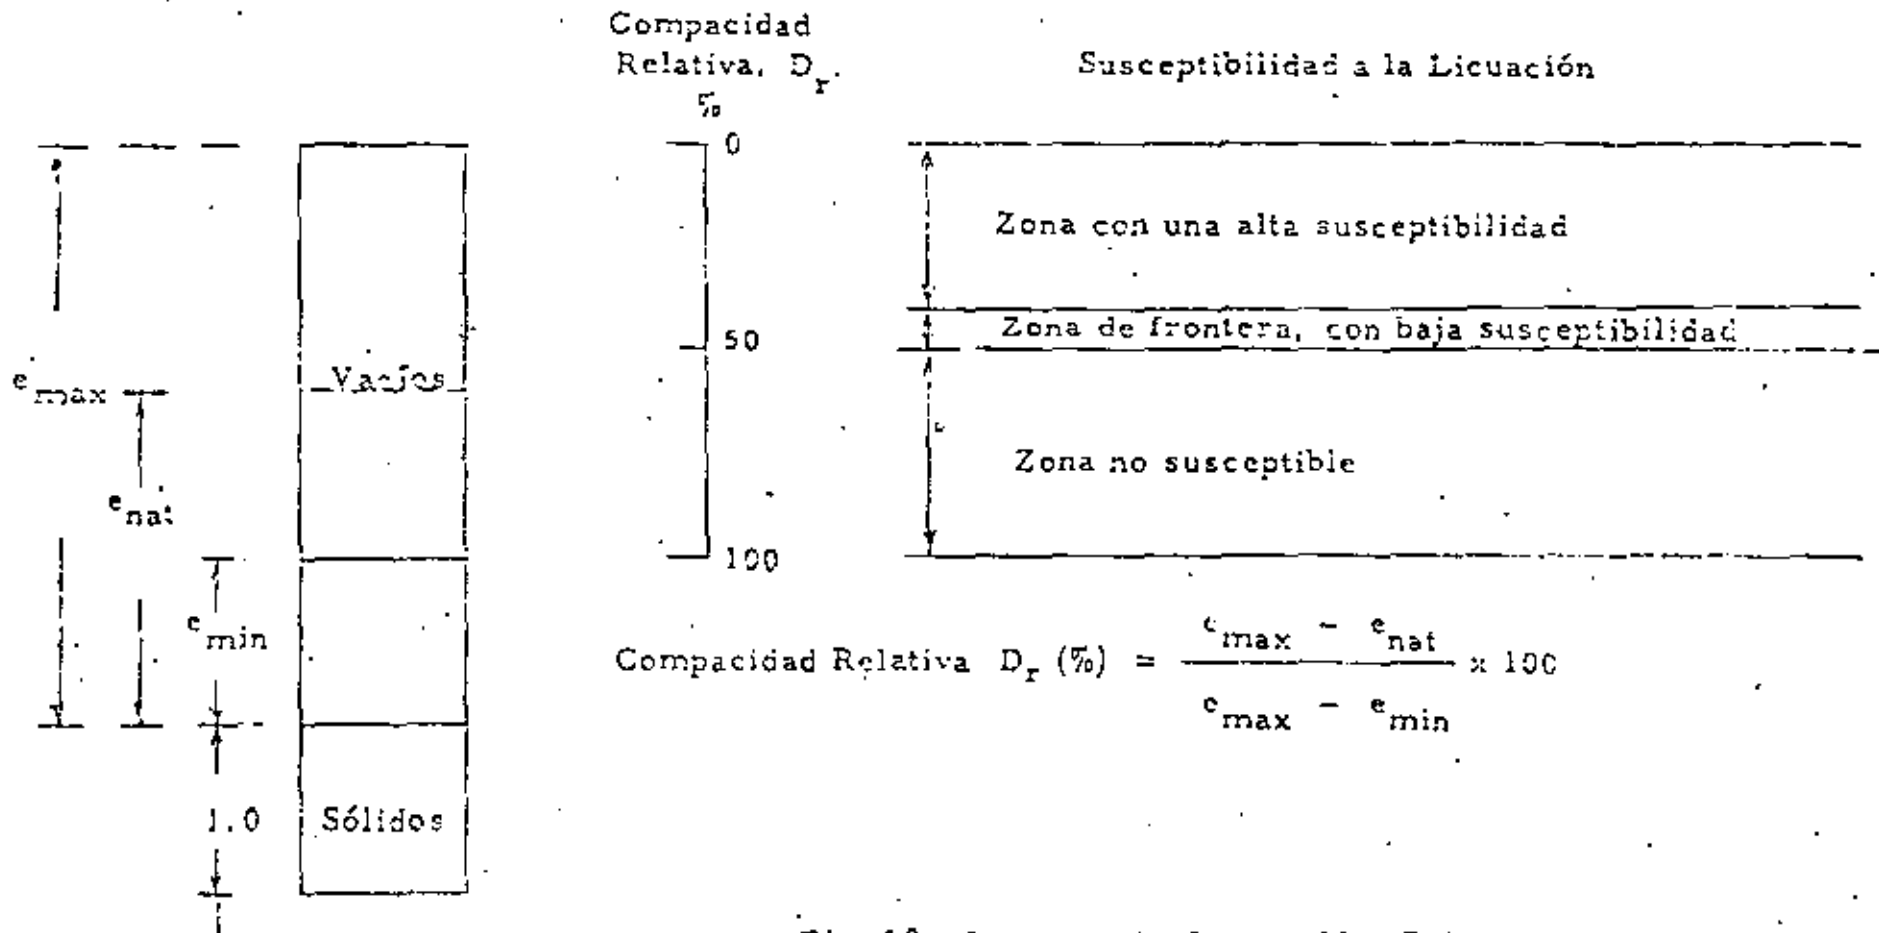 Compacidad
Relativa, D_r.
%
Susceptibilidad a la Licuación
0
Zona con una alta susceptibilidad
Zona de frontera, con baja susceptibilidad
50
e_max
Vacíos
Zona no susceptible
e_nat
100
e_min
Compacidad Relativa D_r (%) = (e_max - e_nat) / (e_max - e_min) x 100
1.0
Sólidos